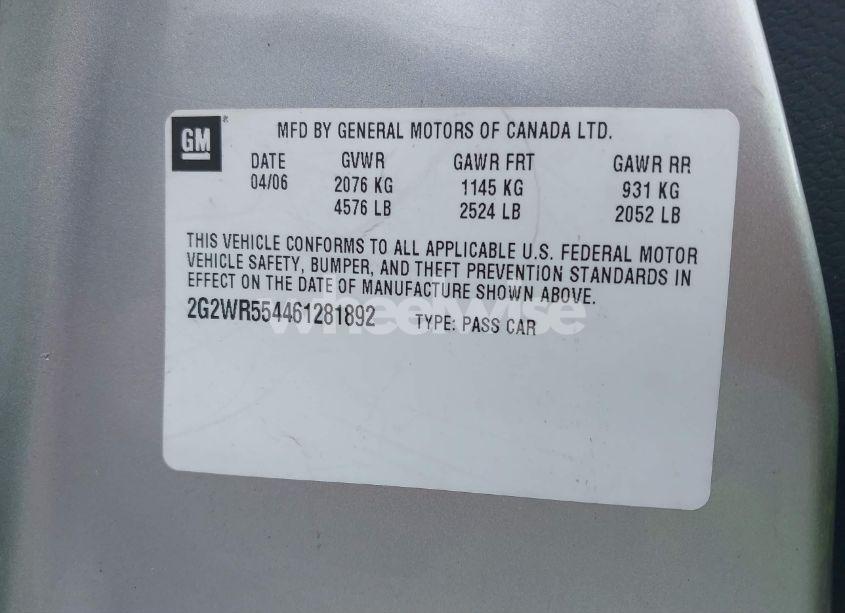 GM
MFD BY GENERAL MOTORS OF CANADA LTD.
DATE GVWR GAWR FRT GAWR RR
04/06 2076 KG 1145 KG 931 KG
4576 LB 2524 LB 2052 LB
THIS VEHICLE CONFORMS TO ALL APPLICABLE U.S. FEDERAL MOTOR
VEHICLE SAFETY, BUMPER, AND THEFT PREVENTION STANDARDS IN
EFFECT ON THE DATE OF MANUFACTURE SHOWN ABOVE.
2G2WR554461281892 TYPE: PASS CAR
wheelwise